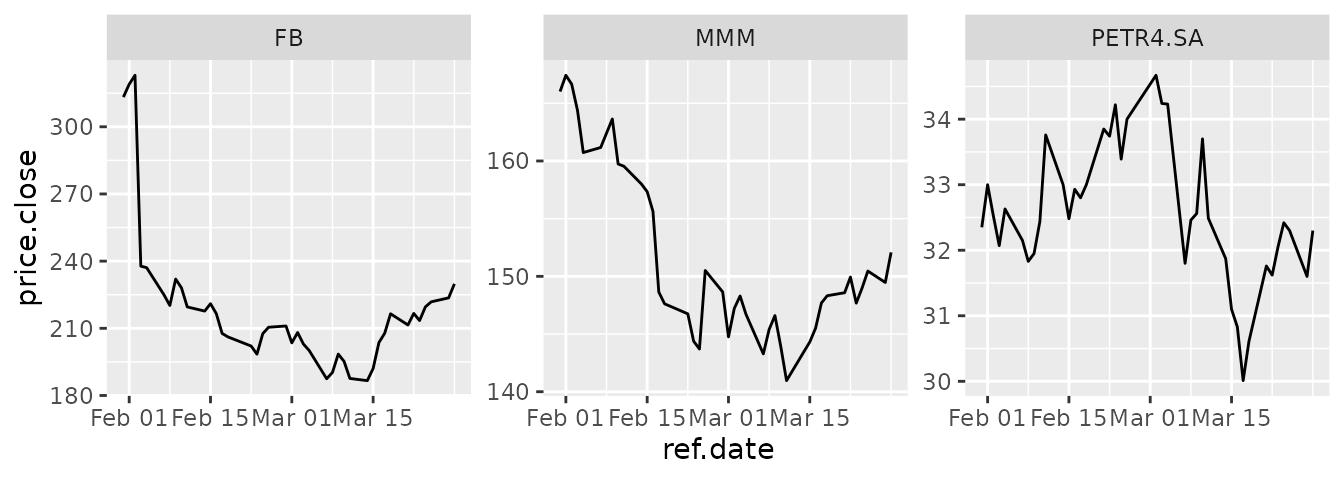 FB
MMM
PETR4.SA
price.close
300
270
240
210
180
Feb 01 Feb 15 Mar 01 Mar 15
160
150
140
Feb 01 Feb 15 Mar 01 Mar 15
34
33
32
31
30
Feb 01 Feb 15 Mar 01 Mar 15
ref.date